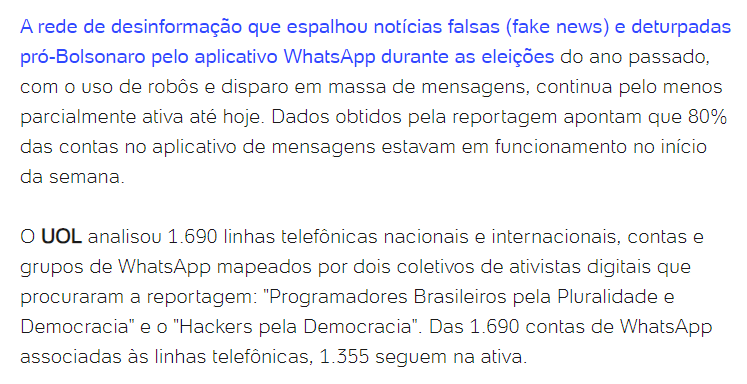 A rede de desinformação que espalhou notícias falsas (fake news) e deturpadas
pró-Bolsonaro pelo aplicativo WhatsApp durante as eleições do ano passado,
com o uso de robôs e disparo em massa de mensagens, continua pelo menos
parcialmente ativa até hoje. Dados obtidos pela reportagem apontam que 80%
das contas no aplicativo de mensagens estavam em funcionamento no início
da semana.
O UOL analisou 1.690 linhas telefônicas nacionais e internacionais, contas e
grupos de WhatsApp mapeados por dois coletivos de ativistas digitais que
procuraram a reportagem: "Programadores Brasileiros pela Pluralidade e
Democracia" e o "Hackers pela Democracia". Das 1.690 contas de WhatsApp
associadas às linhas telefônicas, 1.355 seguem na ativa.